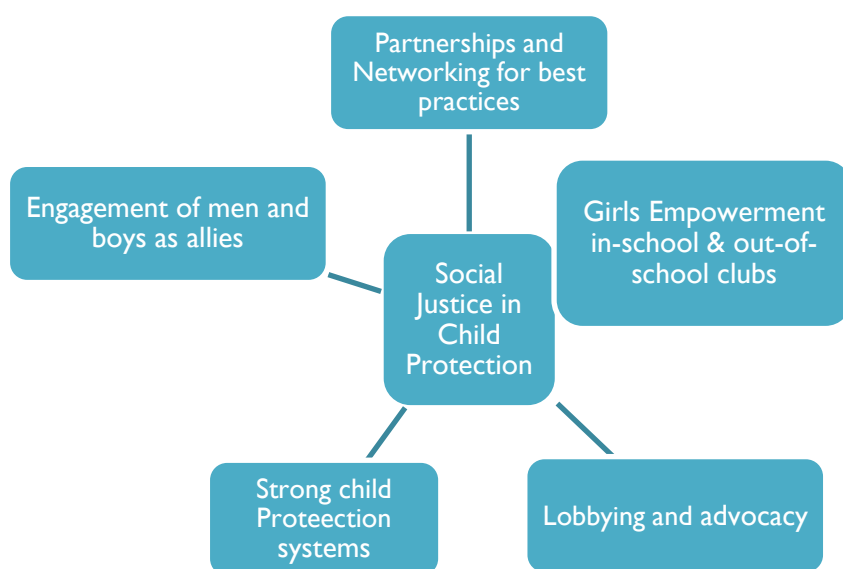 Partnerships and
Networking for best
practices
Engagement of men and
boys as allies
Girls Empowerment
in-school & out-of-
school clubs
Social
Justice in
Child
Protection
Strong child
Proteection
systems
Lobbying and advocacy